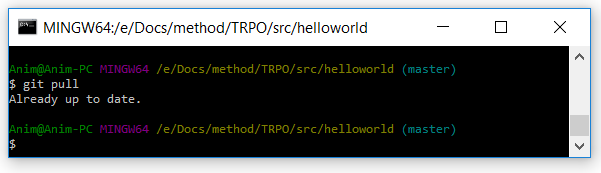 MINGW64:/e/Docs/method/TRPO/src/helloworld
Anim@Anim-PC MINGW64 /e/Docs/method/TRPO/src/helloworld (master)
$ git pull
Already up to date.
Anim@Anim-PC MINGW64 /e/Docs/method/TRPO/src/helloworld (master)
$